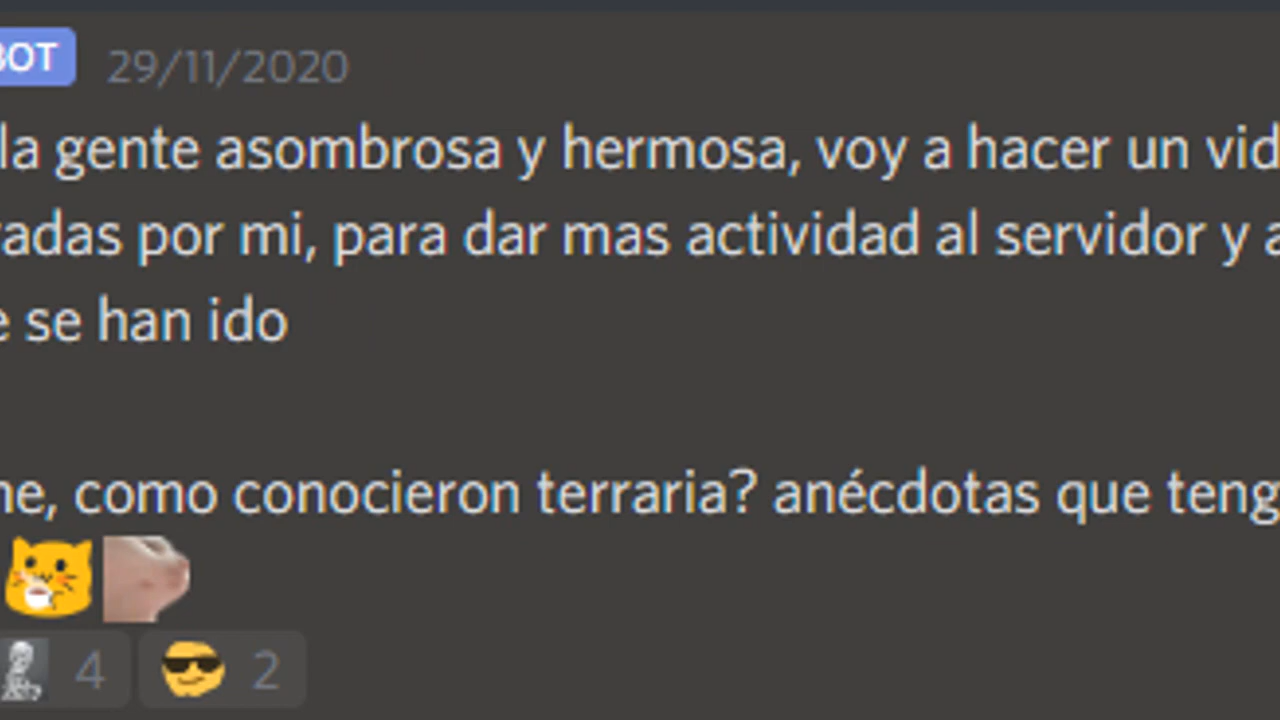 BOT 29/11/2020
la gente asombrosa y hermosa, voy a hacer un vid
radas por mi, para dar mas actividad al servidor y a
e se han ido
ne, como conocieron terraria? anécdotas que teng
4 2